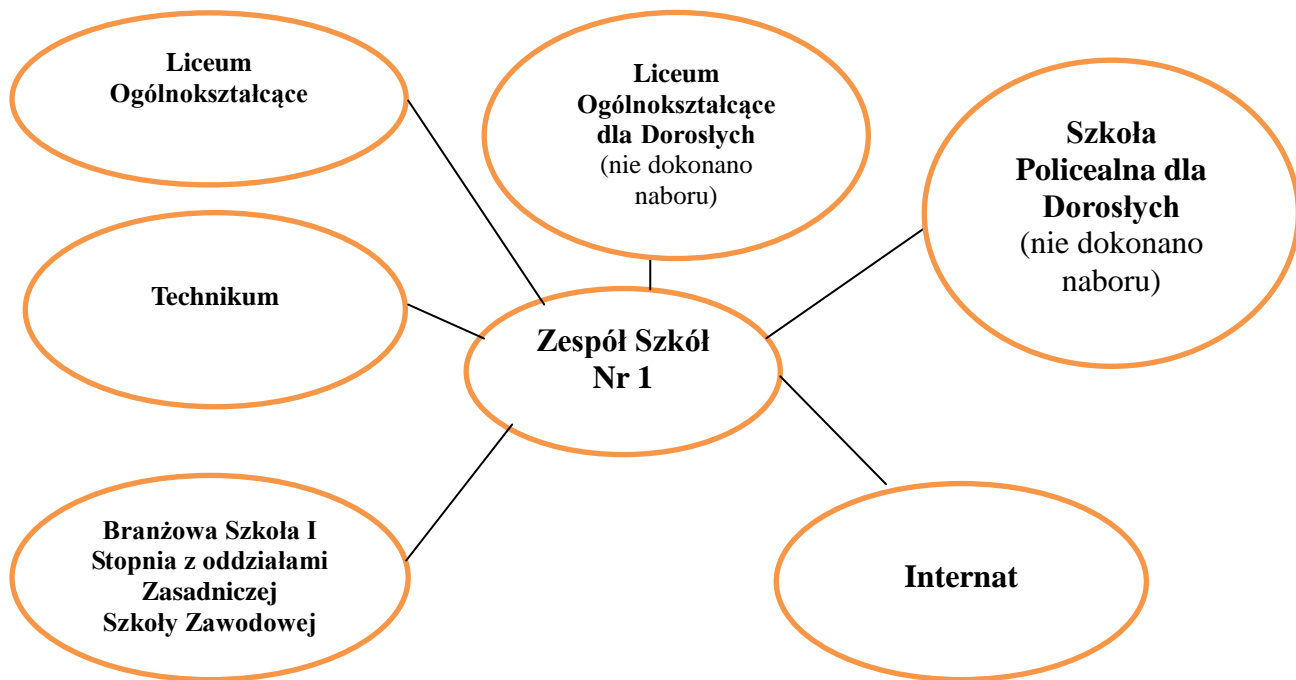 Liceum
Ogólnokształcące
Liceum
Ogólnokształcące
dla Dorosłych
(nie dokonano
naboru)
Szkoła
Policealna dla
Dorosłych
(nie dokonano
naboru)
Technikum
Zespół Szkół
Nr 1
Branżowa Szkoła I
Stopnia z oddziałami
Zasadniczej
Szkoły Zawodowej
Internat